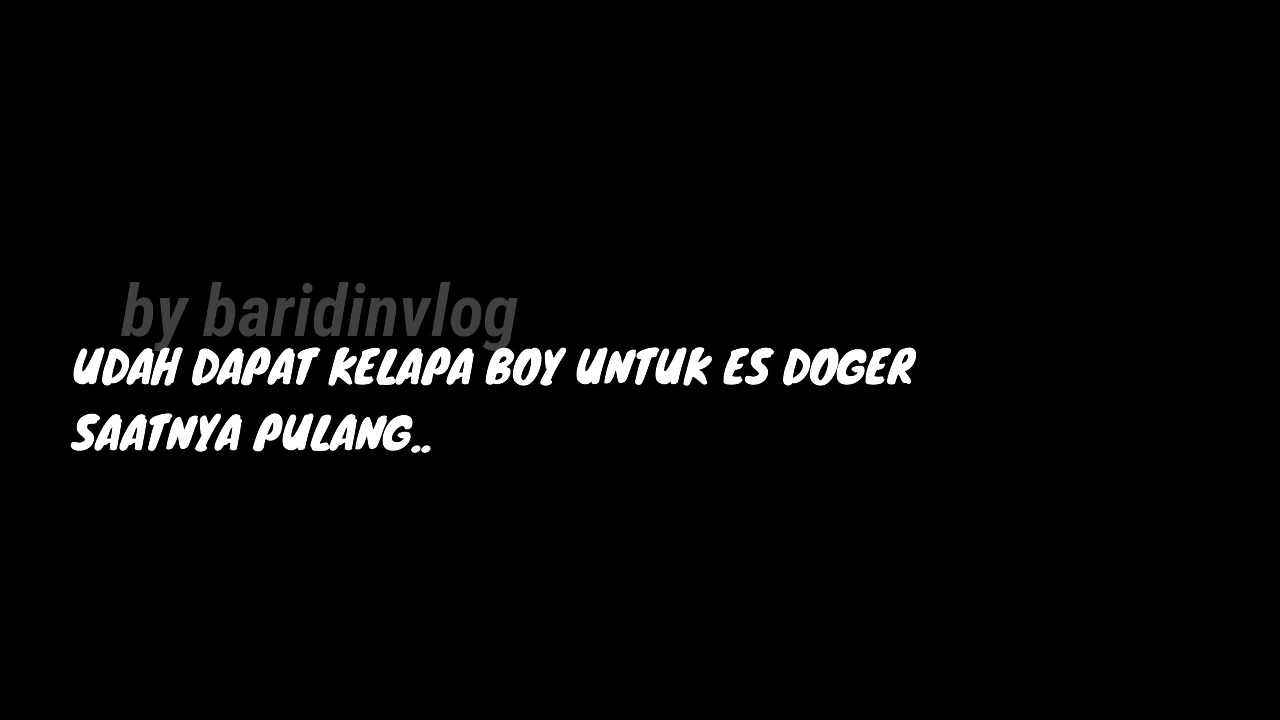 by baridinvlog
UDAH DAPAT KELAPA BOY UNTUK ES DOGER
SAATNYA PULANG..